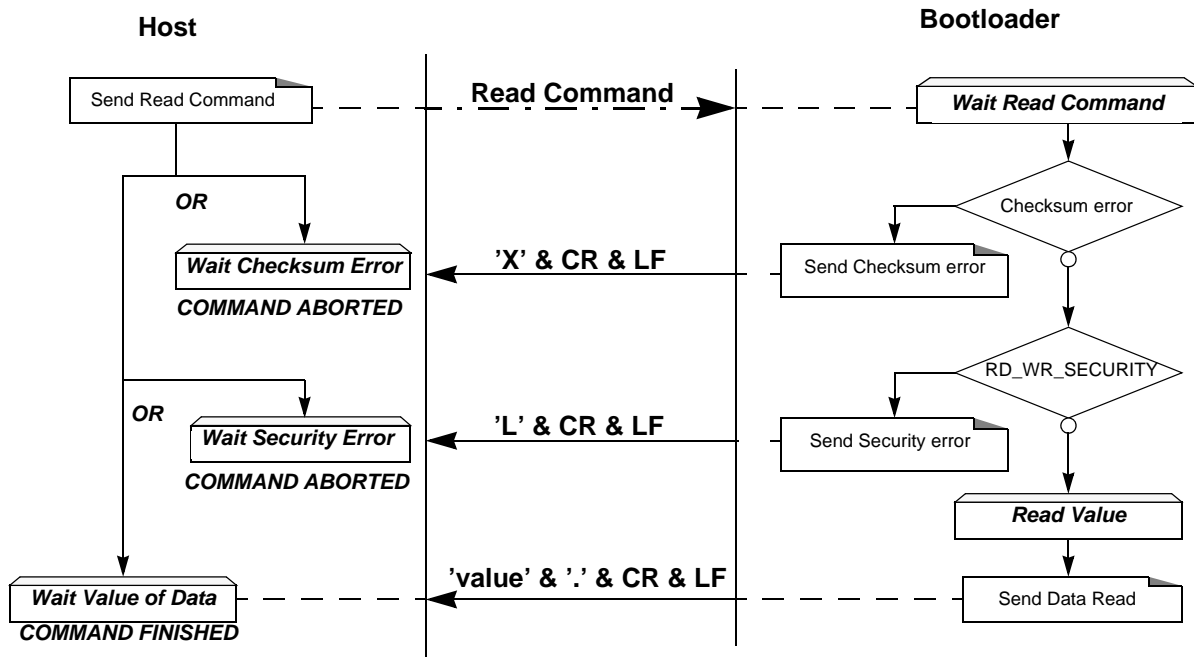 Host
Bootloader
Send Read Command
Read Command
Wait Read Command
OR
Checksum error
Wait Checksum Error
'X' & CR & LF
Send Checksum error
COMMAND ABORTED
RD_WR_SECURITY
OR
Wait Security Error
'L' & CR & LF
Send Security error
COMMAND ABORTED
Read Value
'value' & '.' & CR & LF
Wait Value of Data
Send Data Read
COMMAND FINISHED